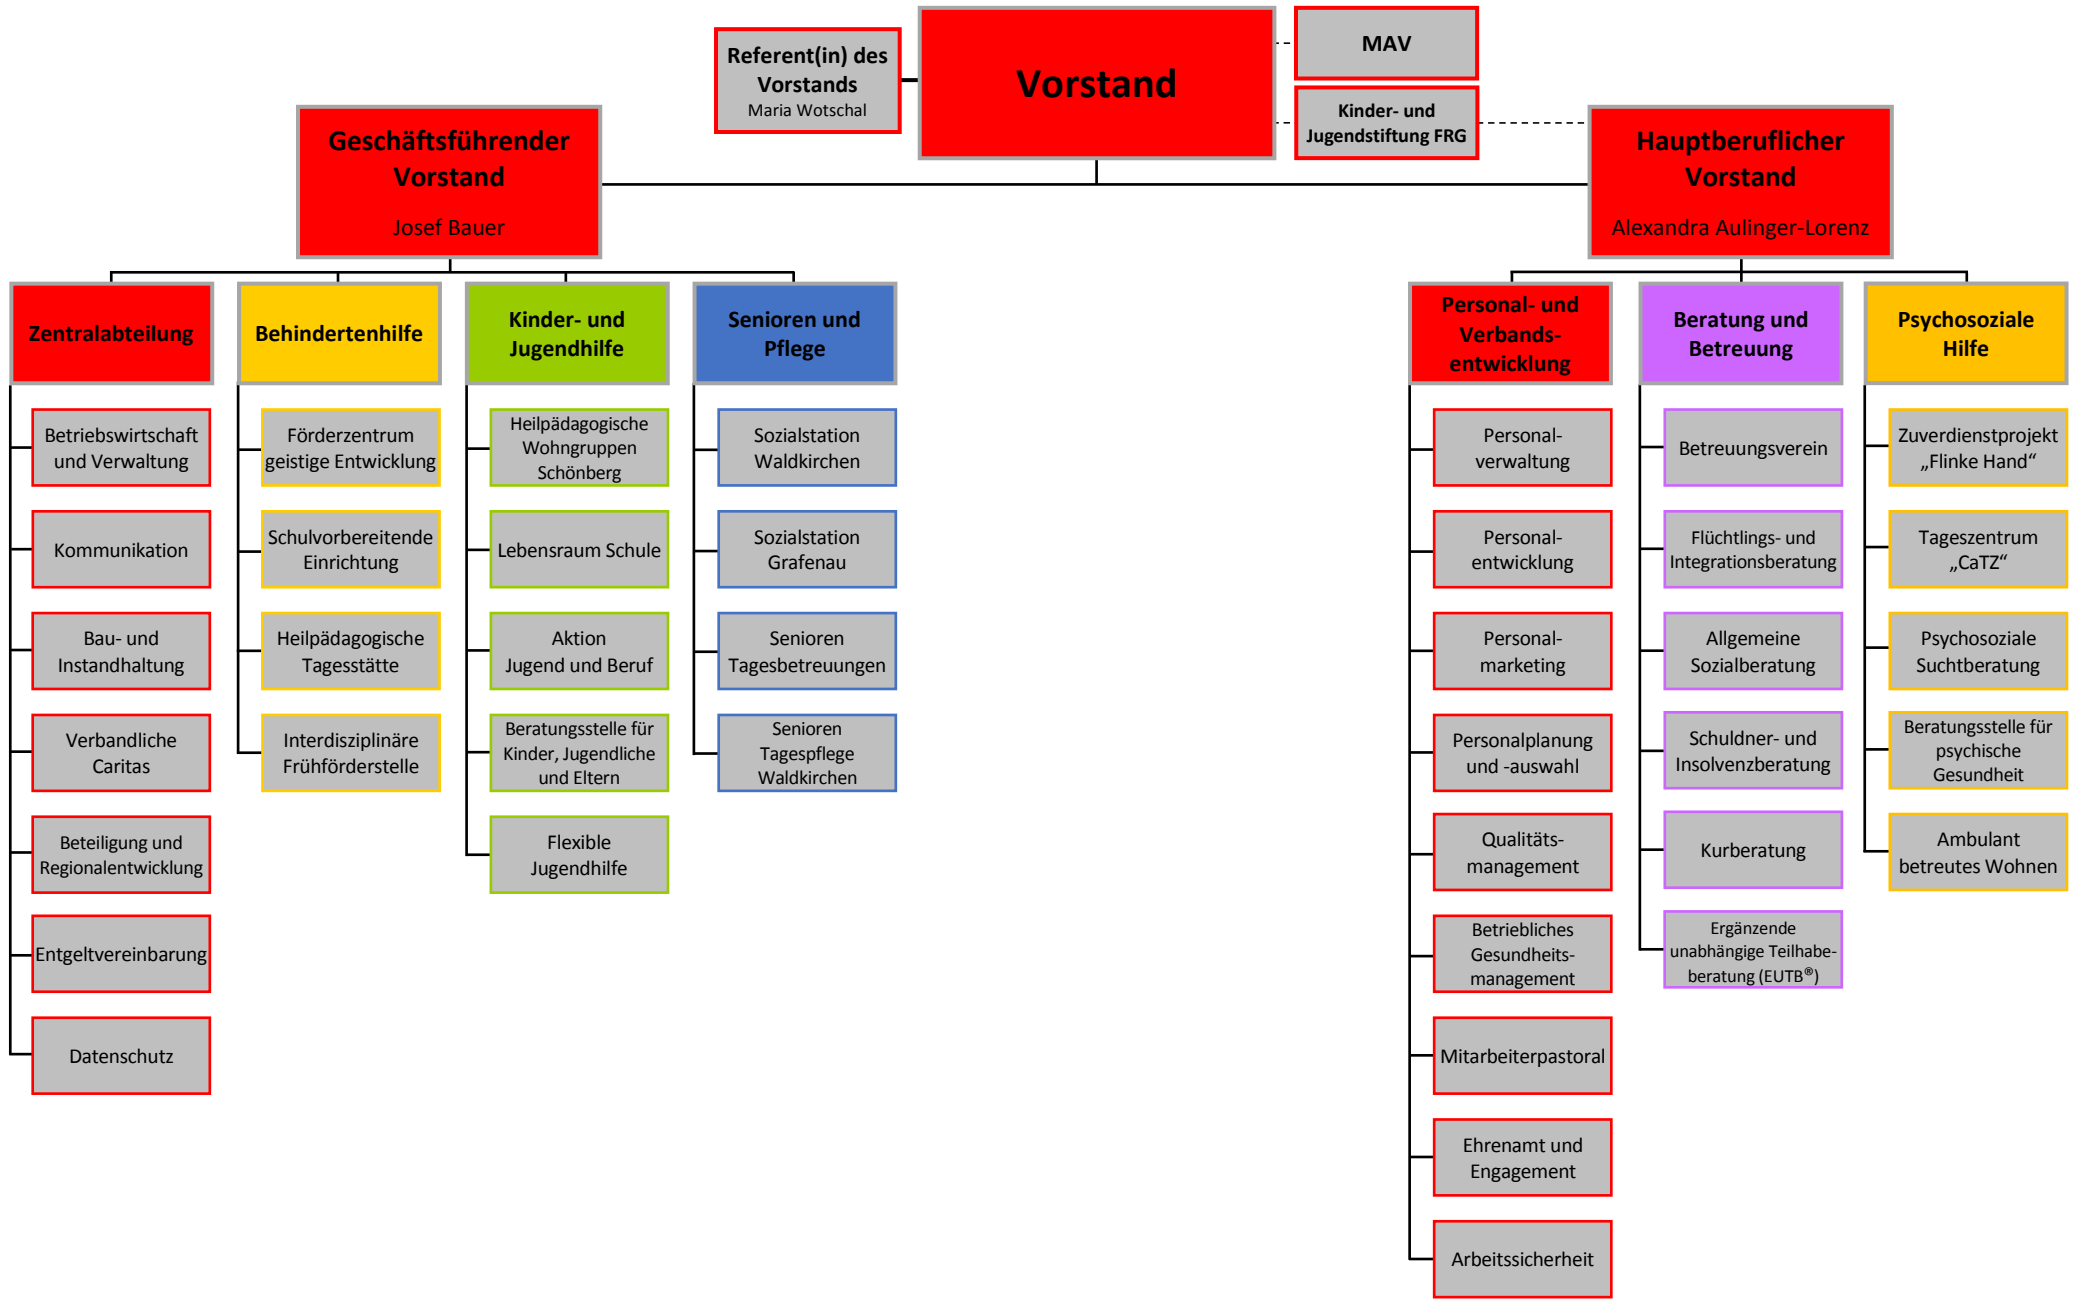 Referent(in) des
Vorstands
Maria Wotschal
Vorstand
MAV
Kinder- und
Jugendstiftung FRG
Geschäftsführender
Vorstand
Josef Bauer
Hauptberuflicher
Vorstand
Alexandra Aulinger-Lorenz
Zentralabteilung
Betriebswirtschaft
und Verwaltung
Kommunikation
Bau- und
Instandhaltung
Verbandliche
Caritas
Beteiligung und
Regionalentwicklung
Entgeltvereinbarung
Datenschutz
Behindertenhilfe
Förderzentrum
geistige Entwicklung
Schulvorbereitende
Einrichtung
Heilpädagogische
Tagesstätte
Interdisziplinäre
Frühförderstelle
Kinder- und
Jugendhilfe
Heilpädagogische
Wohngruppen
Schönberg
Lebensraum Schule
Aktion
Jugend und Beruf
Beratungsstelle für
Kinder, Jugendliche
und Eltern
Flexible
Jugendhilfe
Senioren und
Pflege
Sozialstation
Waldkirchen
Sozialstation
Grafenau
Senioren
Tagesbetreuungen
Senioren
Tagespflege
Waldkirchen
Personal- und
Verbands-
entwicklung
Personal-
verwaltung
Personal-
entwicklung
Personal-
marketing
Personalplanung
und -auswahl
Qualitäts-
management
Betriebliches
Gesundheits-
management
Mitarbeiterpastoral
Ehrenamt und
Engagement
Arbeitssicherheit
Beratung und
Betreuung
Betreuungsverein
Flüchtlings- und
Integrationsberatung
Allgemeine
Sozialberatung
Schuldner- und
Insolvenzberatung
Kurberatung
Ergänzende
unabhängige Teilhabe-
beratung (EUTB®)
Psychosoziale
Hilfe
Zuverdienstprojekt
„Flinke Hand“
Tageszentrum
„CaTZ“
Psychosoziale
Suchtberatung
Beratungsstelle für
psychische
Gesundheit
Ambulant
betreutes Wohnen